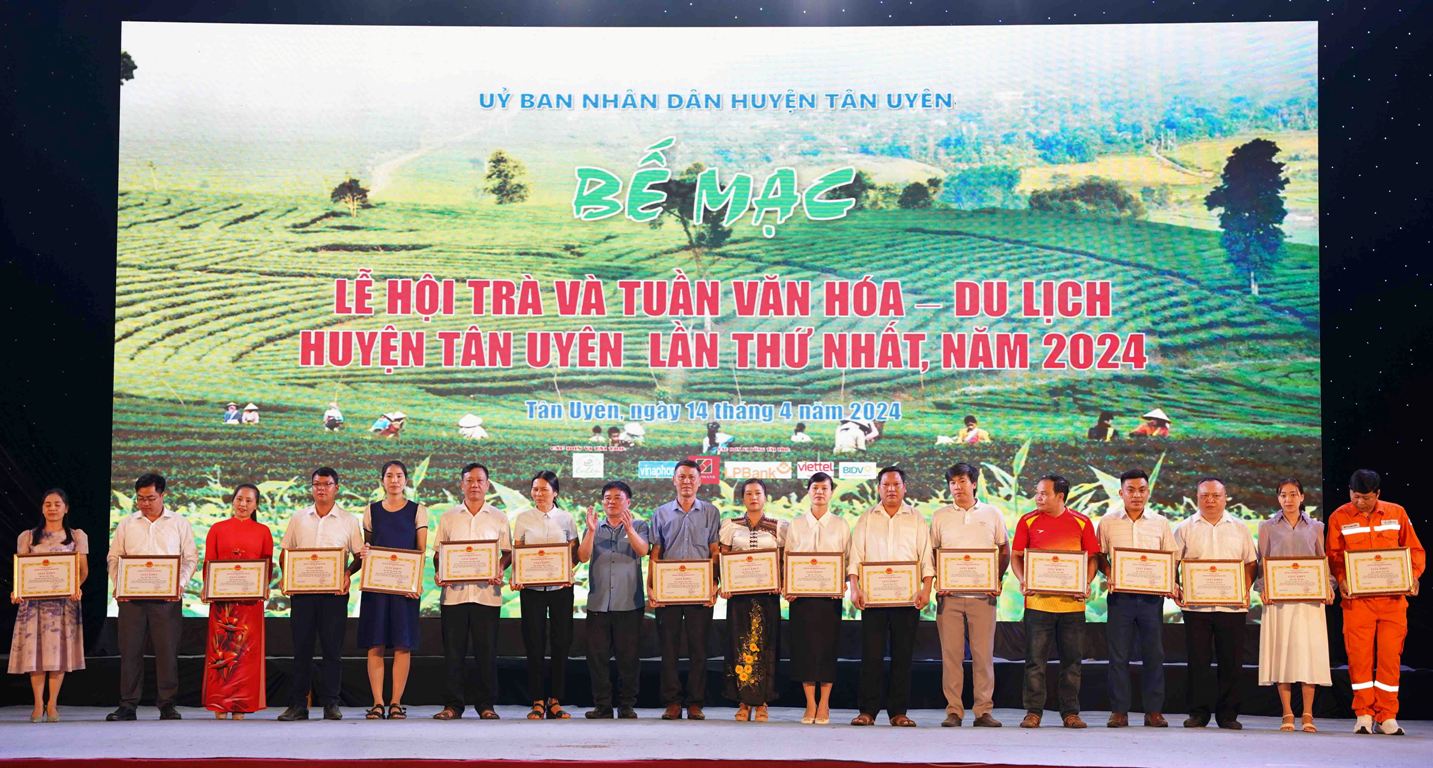 UỶ BAN NHÂN DÂN HUYỆN TÂN UYÊN
BẾ MẠC
LỄ HỘI TRÀ VÀ TUẦN VĂN HÓA – DU LỊCH
HUYỆN TÂN UYÊN LẦN THỨ NHẤT, NĂM 2024
Tân Uyên, ngày 14 tháng 4 năm 2024
vinaphone LPBank viettel BIDV